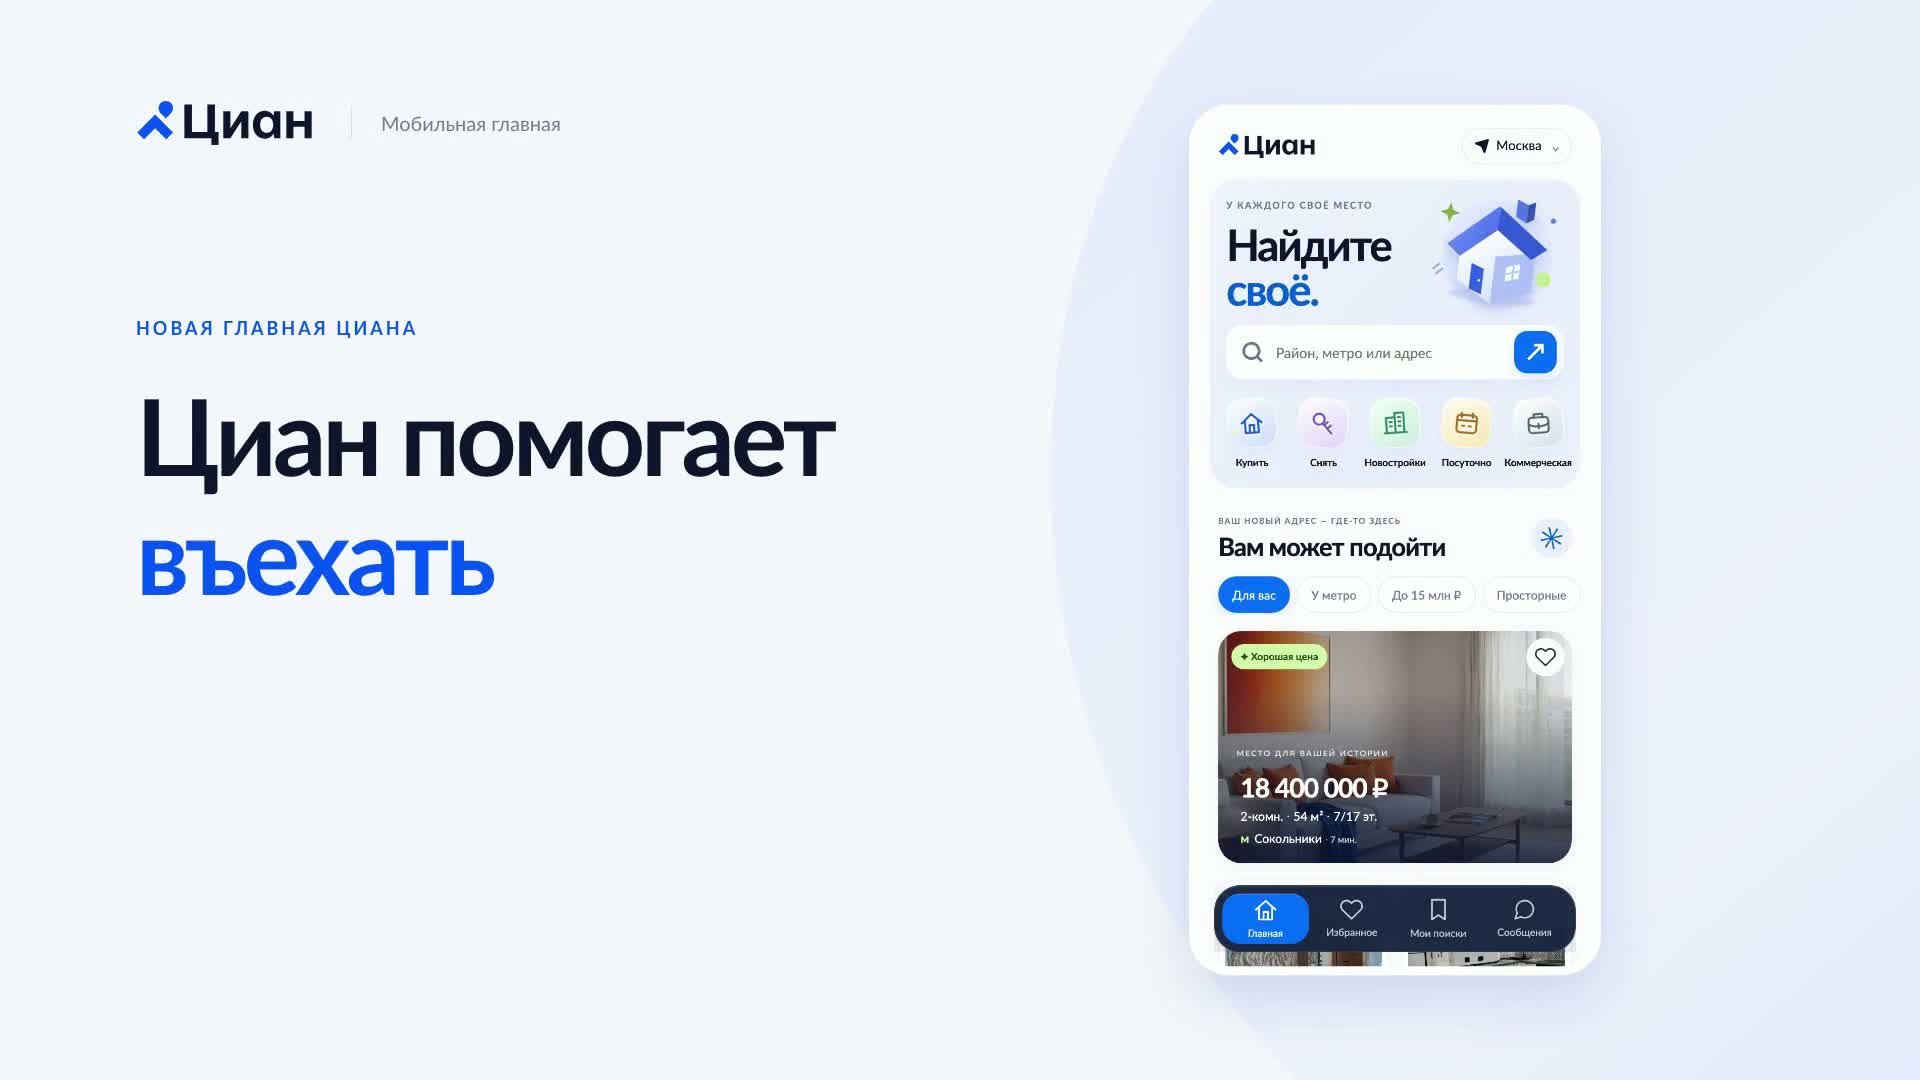 Циан
Мобильная главная
НОВАЯ ГЛАВНАЯ ЦИАНА
Циан помогает
въехать
Циан
Москва
У КАЖДОГО СВОЁ МЕСТО
Найдите
своё.
Район, метро или адрес
Купить
Снять
Новостройки
Посуточно
Коммерческая
ВАШ НОВЫЙ АДРЕС – ГДЕ-ТО ЗДЕСЬ
Вам может подойти
Для вас
У метро
До 15 млн ₽
Просторные
Хорошая цена
МЕСТО ДЛЯ ВАШЕЙ ИСТОРИИ
18 400 000 ₽
2-комн. · 54 м² · 7/17 эт.
м Сокольники · 7 мин.
Главная
Избранное
Мои поиски
Сообщения